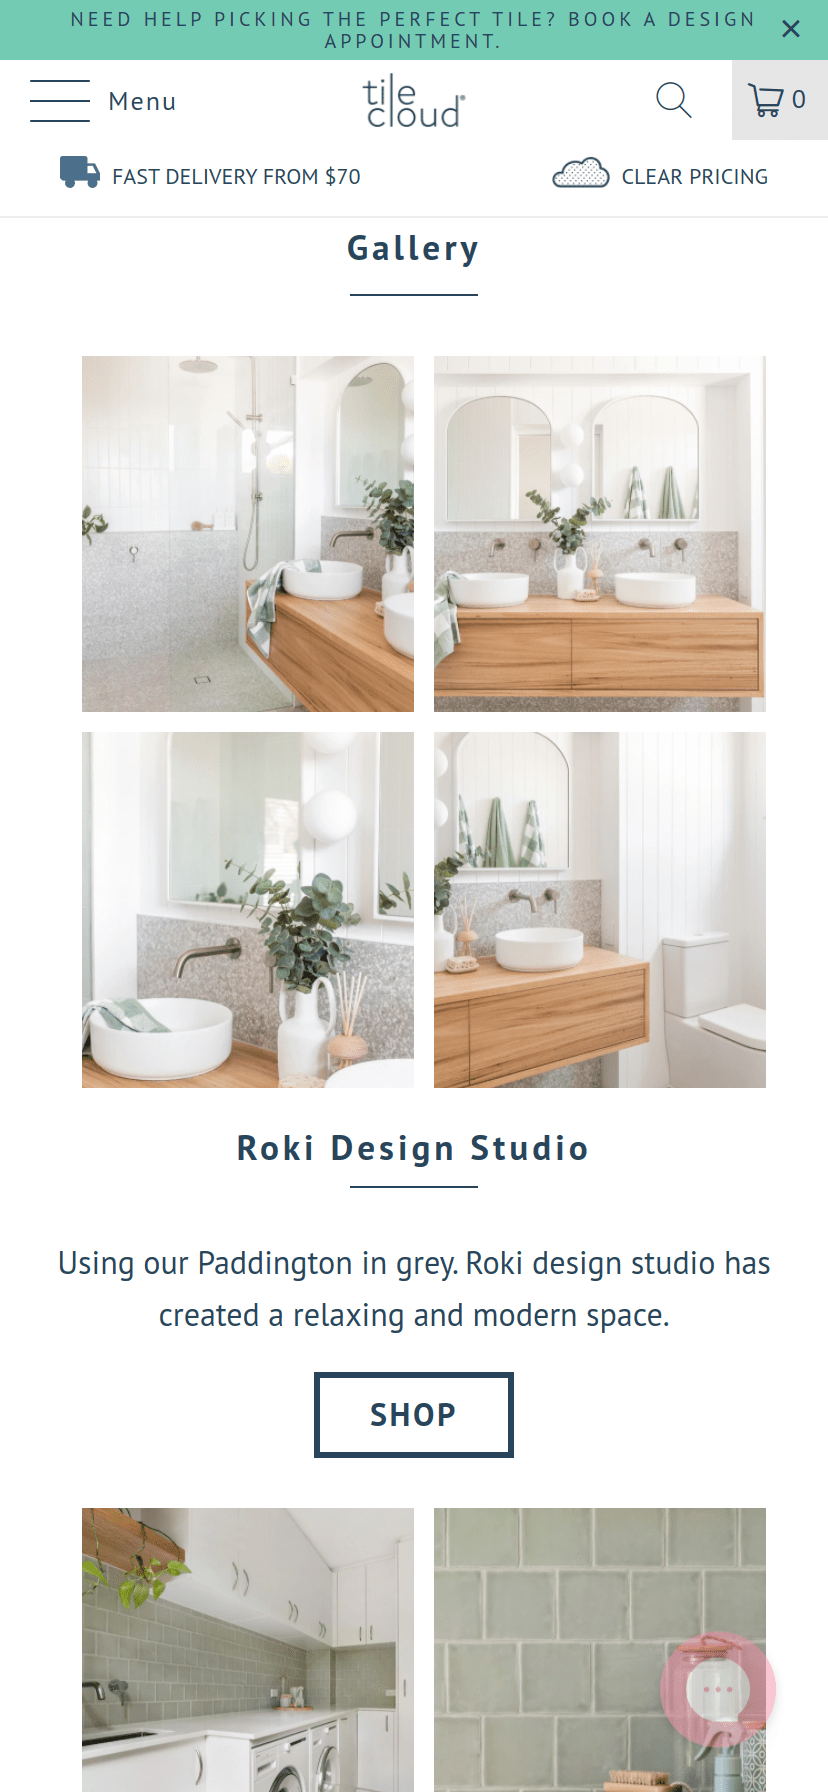 NEED HELP PICKING THE PERFECT TILE? BOOK A DESIGN
APPOINTMENT.
Menu
tile
cloud
0
FAST DELIVERY FROM $70
CLEAR PRICING
Gallery
Roki Design Studio
Using our Paddington in grey. Roki design studio has
created a relaxing and modern space.
SHOP